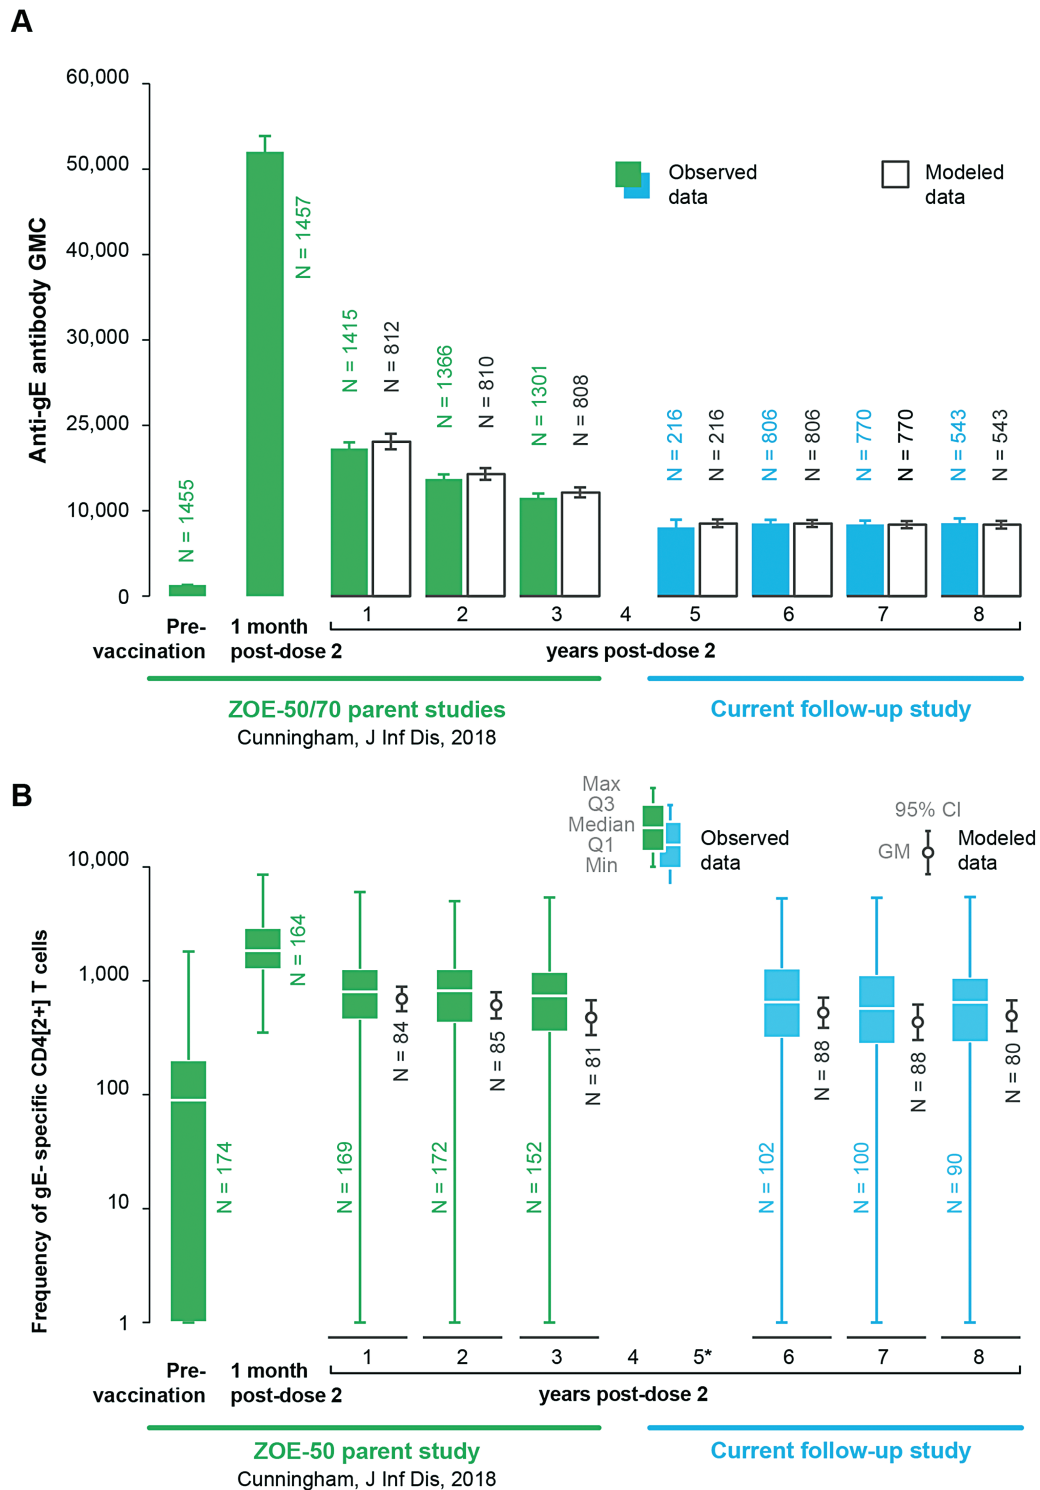 A
60,000
50,000
40,000
30,000
25,000
10,000
0
Anti-gE antibody GMC
Observed
data
Modeled
data
N = 1455
N = 1457
N = 1415
N = 812
N = 1366
N = 810
N = 1301
N = 808
N = 216
N = 216
N = 806
N = 806
N = 770
N = 770
N = 543
N = 543
1 2 3 4 5 6 7 8
Pre-
vaccination
1 month
post-dose 2
years post-dose 2
ZOE-50/70 parent studies
Cunningham, J Inf Dis, 2018
Current follow-up study
B
Max
Q3
Median
Q1
Min
Observed
data
95% CI
GM
Modeled
data
10,000
1,000
100
10
1
Frequency of gE- specific CD4[2+] T cells
N = 174
N = 164
N = 169
N = 84
N = 172
N = 85
N = 152
N = 81
N = 102
N = 88
N = 100
N = 88
N = 90
N = 80
1 2 3 4 5* 6 7 8
Pre-
vaccination
1 month
post-dose 2
years post-dose 2
ZOE-50 parent study
Cunningham, J Inf Dis, 2018
Current follow-up study